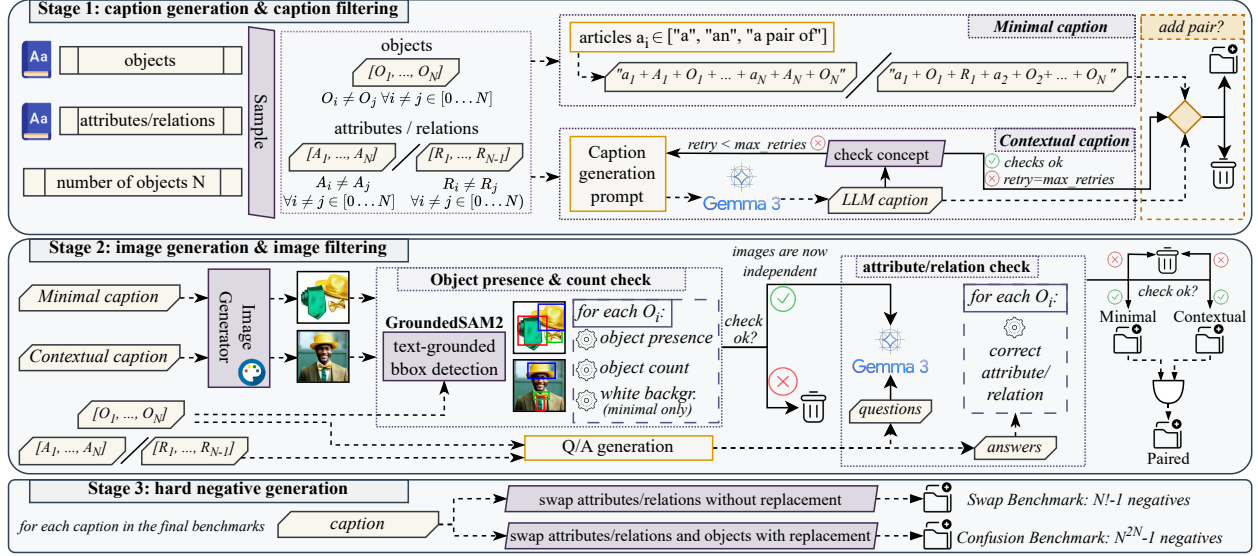 Stage 1: caption generation & caption filtering
Aa
objects
Aa
attributes/relations
number of objects N
Sample
objects
[O1, ..., ON]
Oi ≠ Oj ∀i ≠ j ∈ [0 ... N]
attributes / relations
[A1, ..., AN] / [R1, ..., RN-1]
Ai ≠ Aj
∀i ≠ j ∈ [0 ... N]
Ri ≠ Rj
∀i ≠ j ∈ [0 ... N)
articles ai ∈ ["a", "an", "a pair of"]
Minimal caption
"a1 + A1 + O1 + ... + aN + AN + ON" / "a1 + O1 + R1 + a2 + O2+ ... + ON "
Caption
generation
prompt
retry < max_retries
check concept
Gemma 3
LLM caption
Contextual caption
checks ok
retry=max_retries
add pair?
Stage 2: image generation & image filtering
Minimal caption
Contextual caption
Image
Generator
Object presence & count check
GroundedSAM2
text-grounded
bbox detection
for each Oi:
object presence
object count
white backgr.
(minimal only)
[O1, ..., ON]
[A1, ..., AN] / [R1, ..., RN-1]
Q/A generation
check
ok?
images are now
independent
attribute/relation check
Gemma 3
questions
for each Oi:
correct
attribute/
relation
answers
check ok?
Minimal
Contextual
Paired
Stage 3: hard negative generation
for each caption in the final benchmarks
caption
swap attributes/relations without replacement
Swap Benchmark: N!-1 negatives
swap attributes/relations and objects with replacement
Confusion Benchmark: N^2N-1 negatives